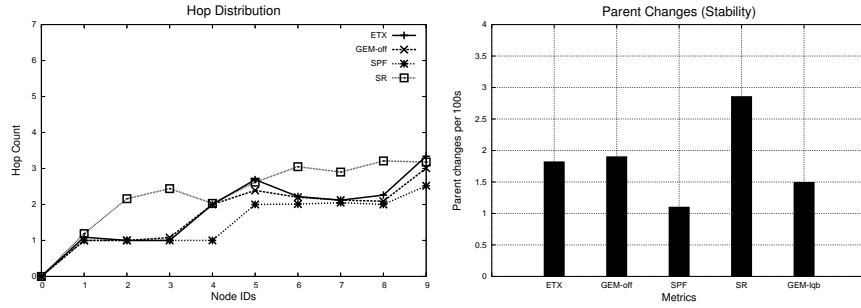 Hop Distribution
Hop Count
7
6
5
4
3
2
1
0
ETX
GEM-off
SPF
SR
0 1 2 3 4 5 6 7 8 9
Node IDs
Parent Changes (Stability)
Parent changes per 100s
4
3.5
3
2.5
2
1.5
1
0.5
0
ETX GEM-off SPF SR GEM-lqb
Metrics